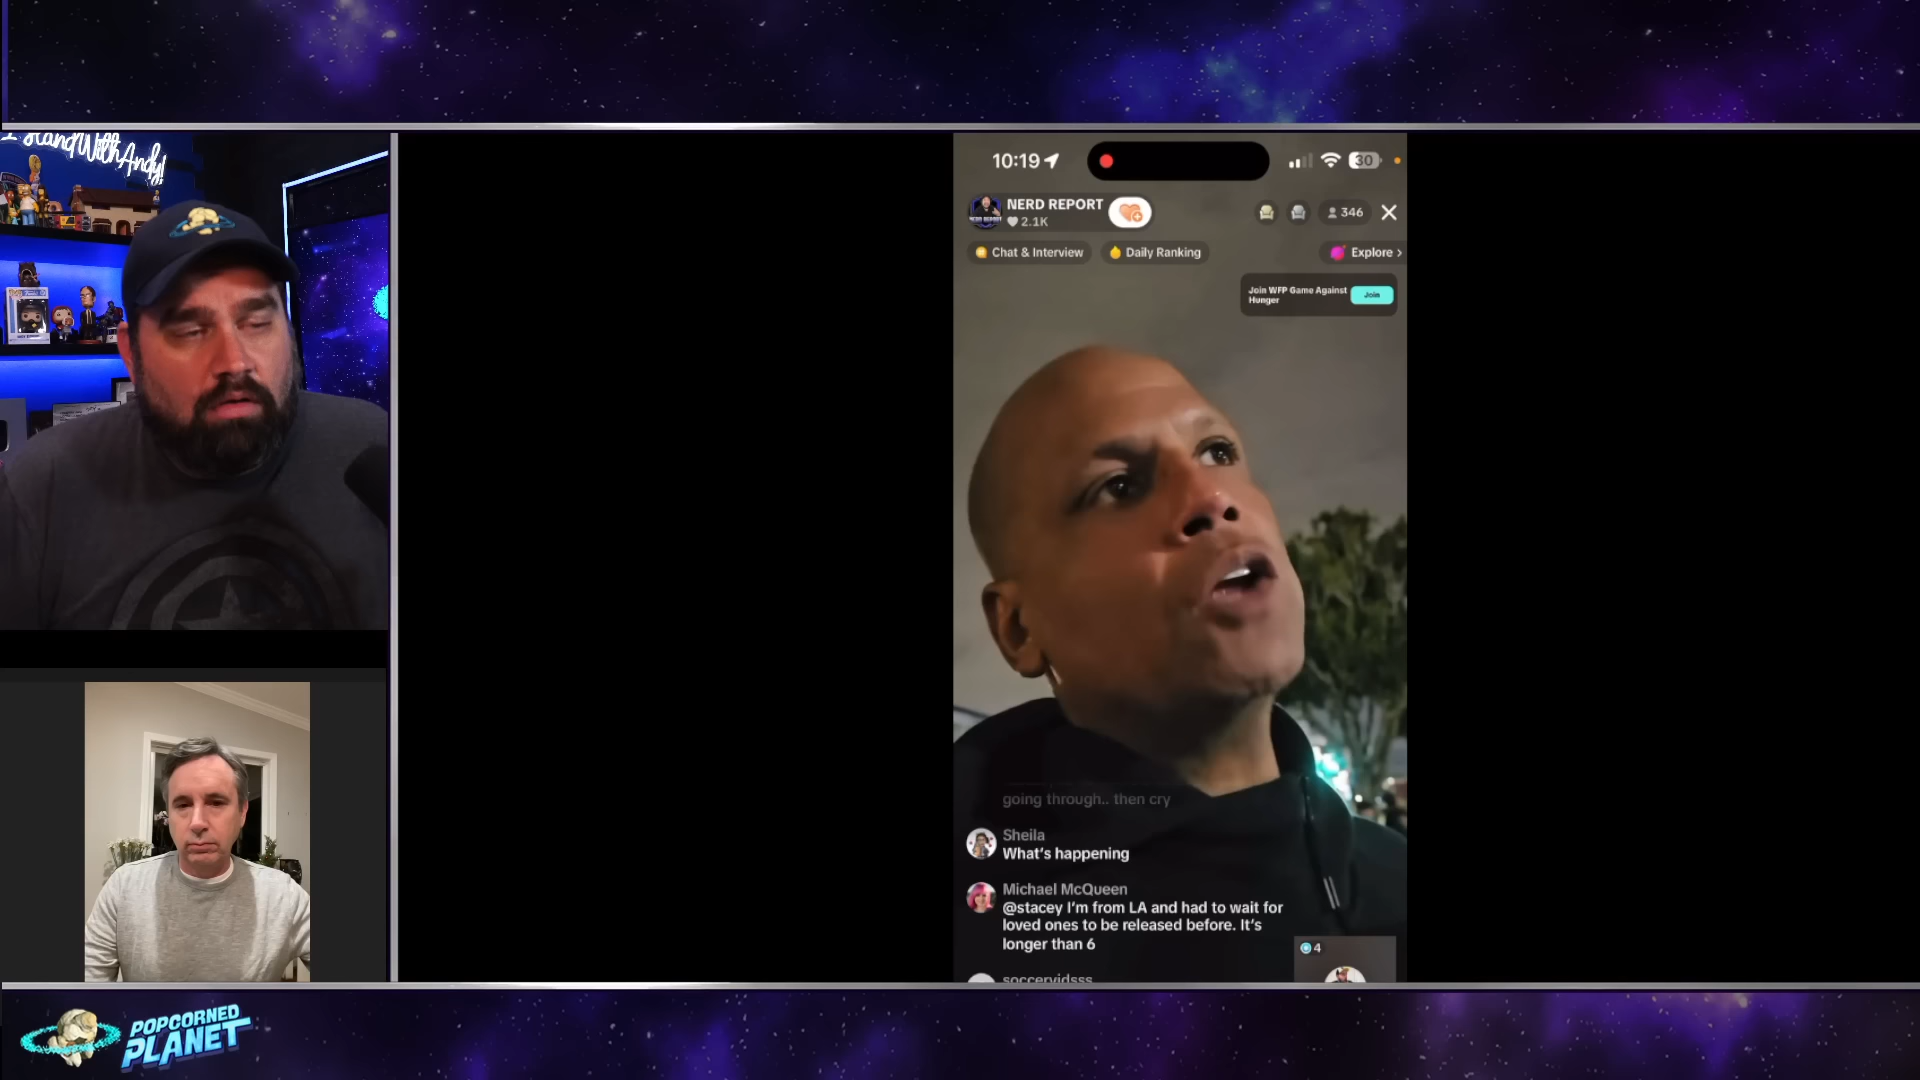 I StandWithAndy!
10:19
30
NERD REPORT
2.1K
346
Chat & Interview
Daily Ranking
Explore >
Join WFP Game Against
Hunger
Join
going through.. then cry
Sheila
What's happening
Michael McQueen
@stacey I'm from LA and had to wait for
loved ones to be released before. It's
longer than 6
4
soccervidsss
POPCORNED
PLANET